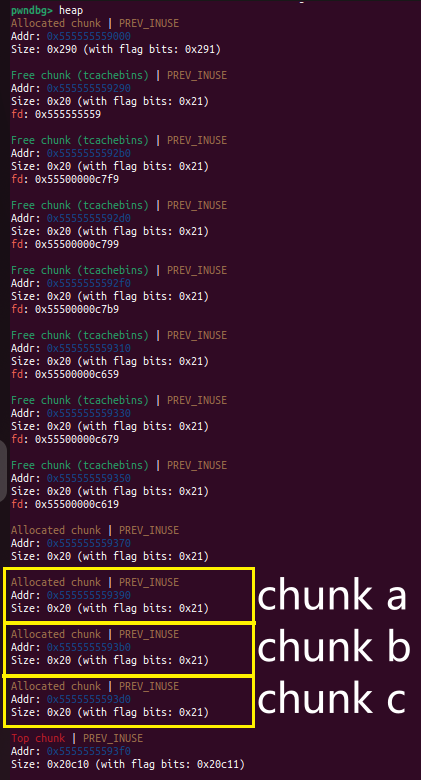 pwndbg> heap
Allocated chunk | PREV_INUSE
Addr: 0x555555559000
Size: 0x290 (with flag bits: 0x291)
Free chunk (tcachebins) | PREV_INUSE
Addr: 0x555555559290
Size: 0x20 (with flag bits: 0x21)
fd: 0x555555559
Free chunk (tcachebins) | PREV_INUSE
Addr: 0x5555555592b0
Size: 0x20 (with flag bits: 0x21)
fd: 0x55500000c7f9
Free chunk (tcachebins) | PREV_INUSE
Addr: 0x5555555592d0
Size: 0x20 (with flag bits: 0x21)
fd: 0x55500000c799
Free chunk (tcachebins) | PREV_INUSE
Addr: 0x5555555592f0
Size: 0x20 (with flag bits: 0x21)
fd: 0x55500000c7b9
Free chunk (tcachebins) | PREV_INUSE
Addr: 0x555555559310
Size: 0x20 (with flag bits: 0x21)
fd: 0x55500000c659
Free chunk (tcachebins) | PREV_INUSE
Addr: 0x555555559330
Size: 0x20 (with flag bits: 0x21)
fd: 0x55500000c679
Free chunk (tcachebins) | PREV_INUSE
Addr: 0x555555559350
Size: 0x20 (with flag bits: 0x21)
fd: 0x55500000c619
Allocated chunk | PREV_INUSE
Addr: 0x555555559370
Size: 0x20 (with flag bits: 0x21)
Allocated chunk | PREV_INUSE
Addr: 0x555555559390
Size: 0x20 (with flag bits: 0x21)
chunk a
Allocated chunk | PREV_INUSE
Addr: 0x5555555593b0
Size: 0x20 (with flag bits: 0x21)
chunk b
Allocated chunk | PREV_INUSE
Addr: 0x5555555593d0
Size: 0x20 (with flag bits: 0x21)
chunk c
Top chunk | PREV_INUSE
Addr: 0x5555555593f0
Size: 0x20c10 (with flag bits: 0x20c11)